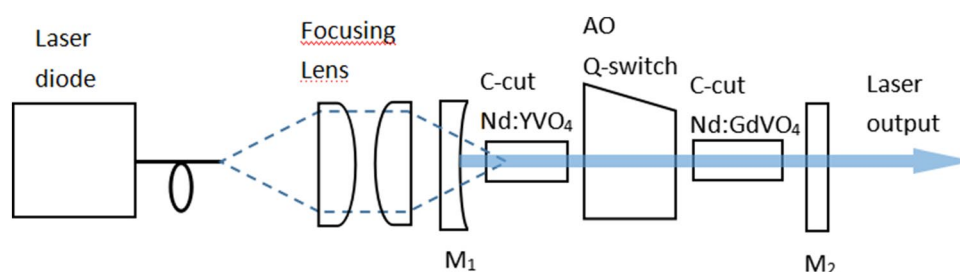 Laser
diode
Focusing
Lens
C-cut
Nd:YVO₄
AO
Q-switch
C-cut
Nd:GdVO₄
Laser
output
M₁
M₂